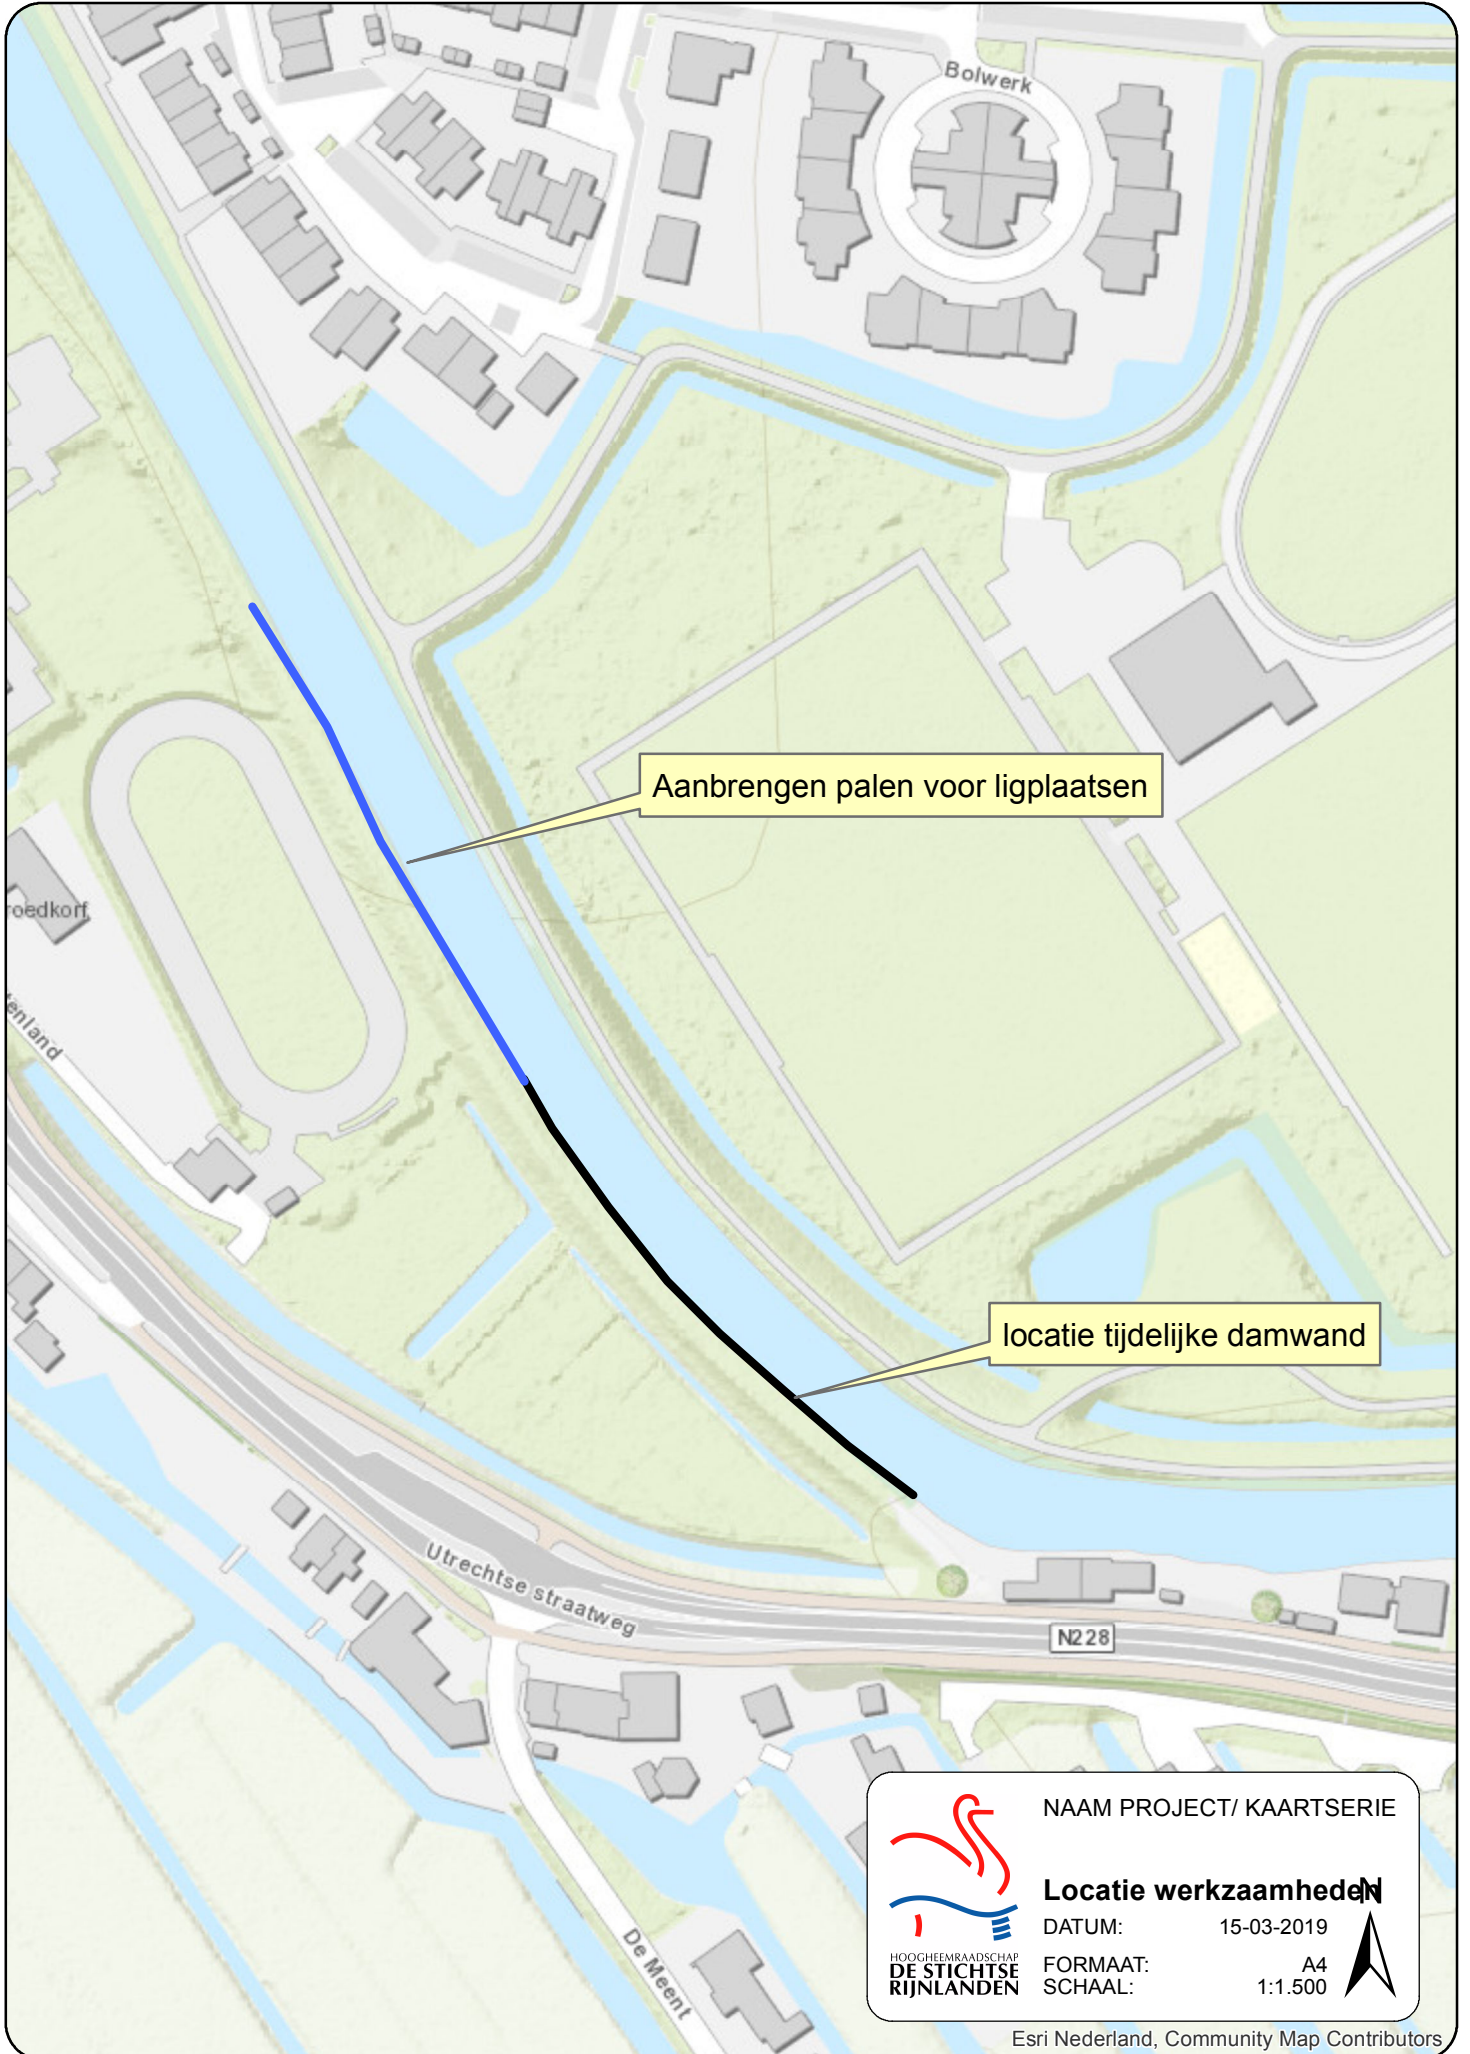 Bolwerk
Aanbrengen palen voor ligplaatsen
roedkorf
tenland
locatie tijdelijke damwand
Utrechtse straatweg
N228
De Meent
NAAM PROJECT/ KAARTSERIE
Locatie werkzaamheden
N
DATUM: 15-03-2019
FORMAAT: A4
SCHAAL: 1:1.500
HOOGHEEMRAADSCHAP
DE STICHTSE
RIJNLANDEN
Esri Nederland, Community Map Contributors